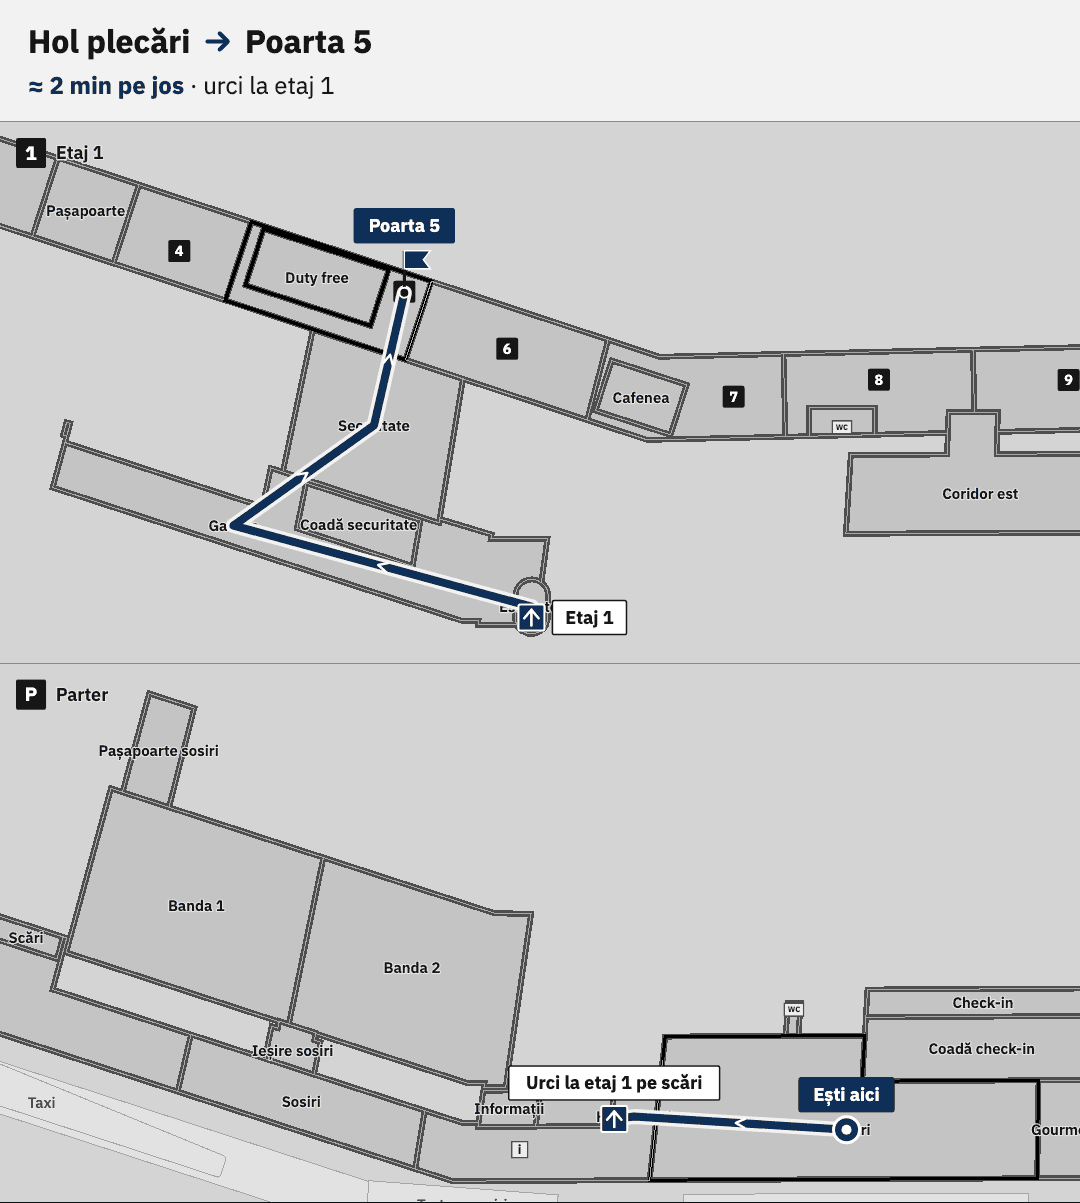 Hol plecări → Poarta 5
≈ 2 min pe jos · urci la etaj 1
1 Etaj 1
Pașapoarte
4
Poarta 5
Duty free
6
Cafenea
7
8
9
WC
Coridor est
Coadă securitate
Etaj 1
P Parter
Pașapoarte sosiri
Banda 1
Scări
Banda 2
WC
Check-in
Coadă check-in
Ieșire sosiri
Urci la etaj 1 pe scări
Ești aici
Taxi
Sosiri
Informații
i